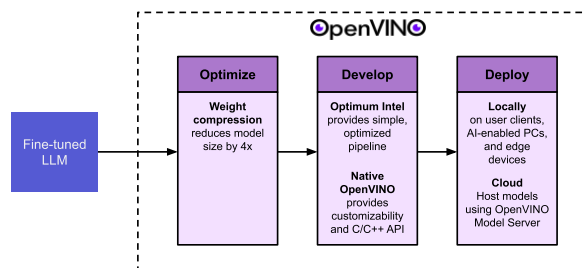 OpenVINO
Fine-tuned
LLM
Optimize
Weight
compression
reduces model
size by 4x
Develop
Optimum Intel
provides simple,
optimized
pipeline
Native
OpenVINO
provides
customizability
and C/C++ API
Deploy
Locally
on user clients,
AI-enabled PCs,
and edge
devices
Cloud
Host models
using OpenVINO
Model Server